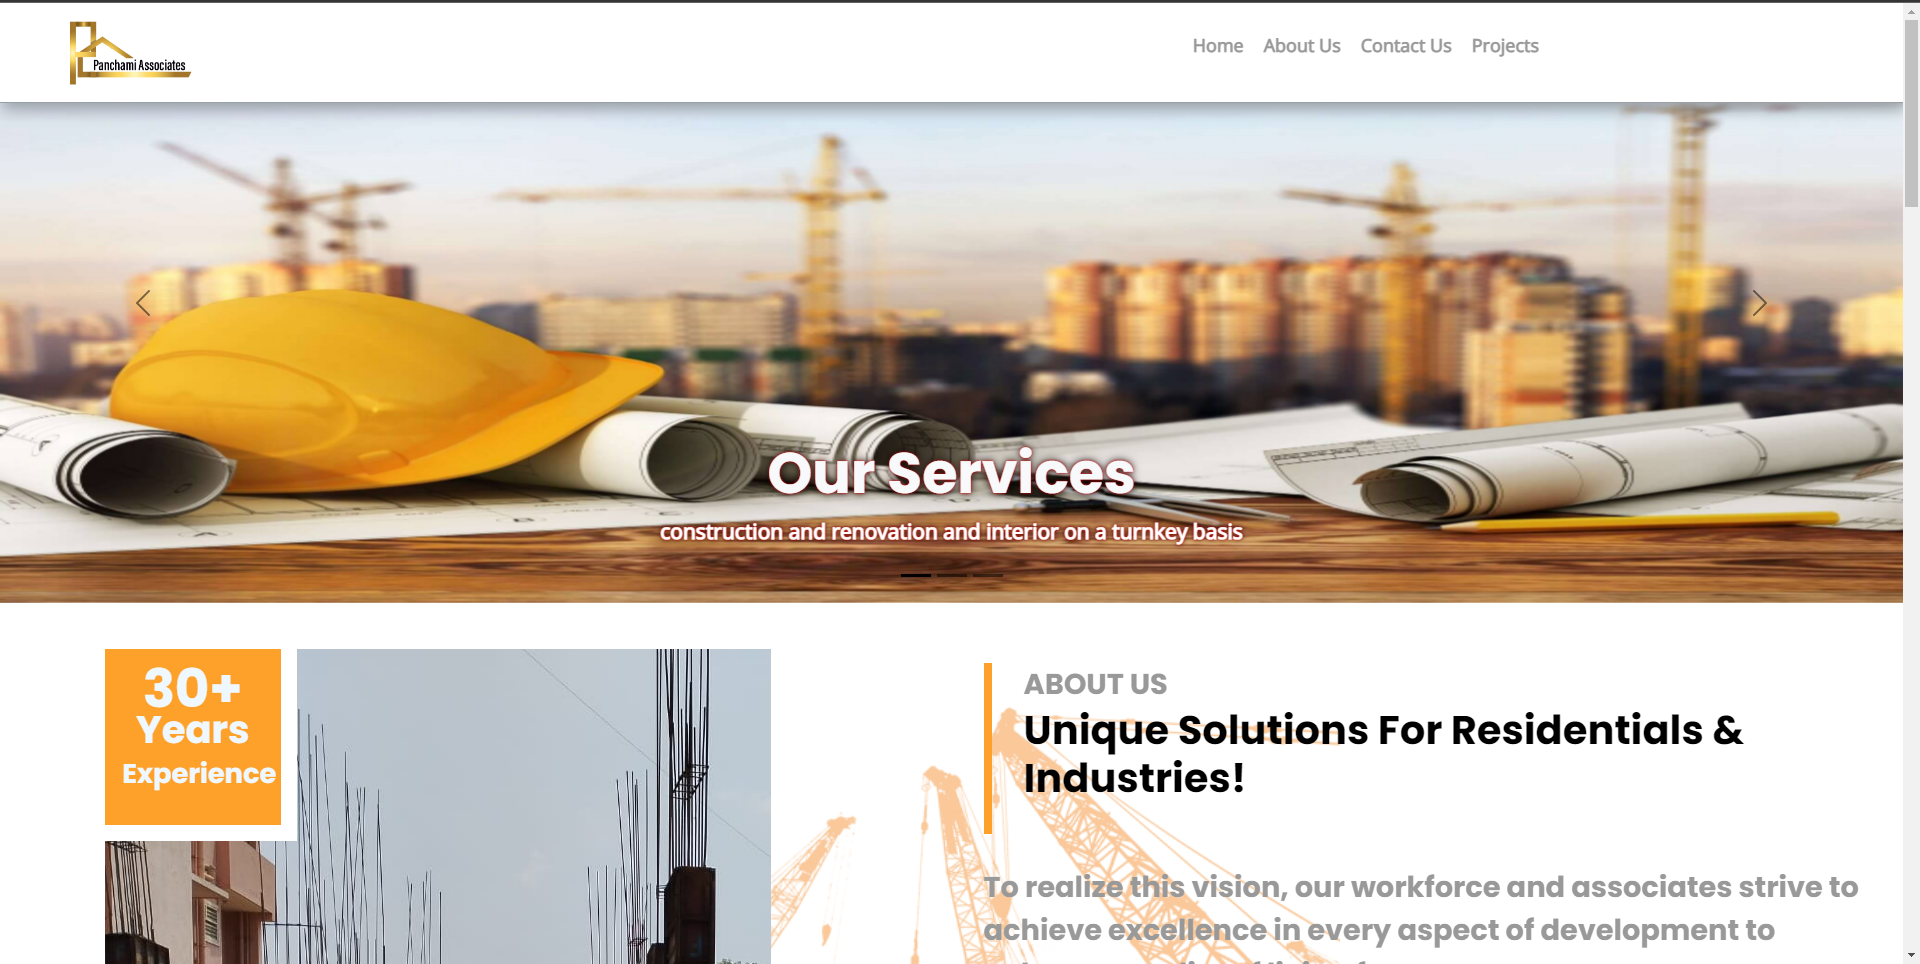 Panchami Associates
Home About Us Contact Us Projects
Our Services
construction and renovation and interior on a turnkey basis
30+
Years
Experience
ABOUT US
Unique Solutions For Residentials &
Industries!
To realize this vision, our workforce and associates strive to
achieve excellence in every aspect of development to